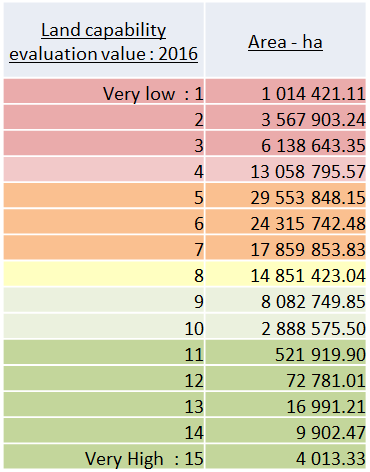 Land capability
evaluation value : 2016 Area - ha
Very low : 1 1 014 421.11
2 3 567 903.24
3 6 138 643.35
4 13 058 795.57
5 29 553 848.15
6 24 315 742.48
7 17 859 853.83
8 14 851 423.04
9 8 082 749.85
10 2 888 575.50
11 521 919.90
12 72 781.01
13 16 991.21
14 9 902.47
Very High : 15 4 013.33